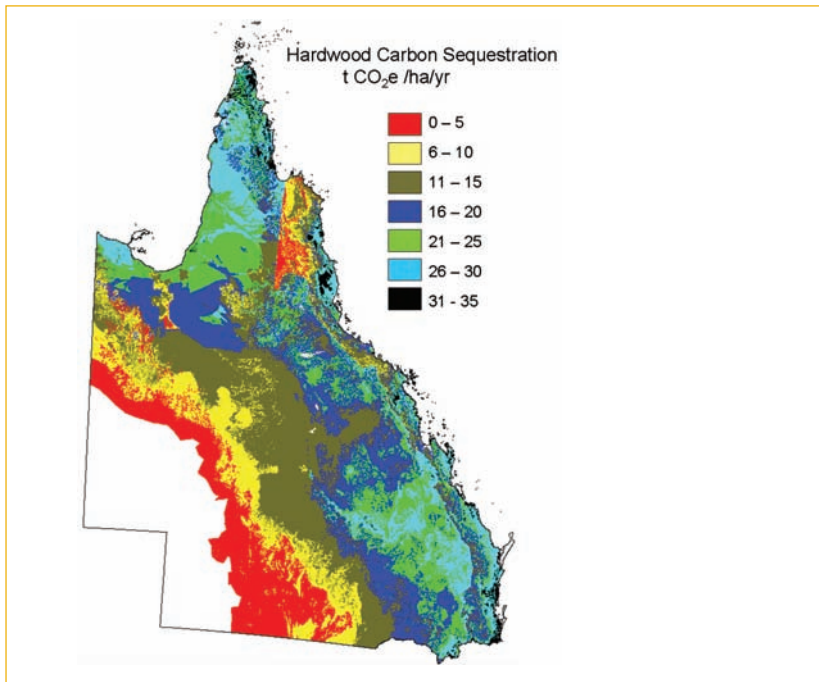 Hardwood Carbon Sequestration
t CO₂e /ha/yr
0 – 5
6 – 10
11 – 15
16 – 20
21 – 25
26 – 30
31 - 35